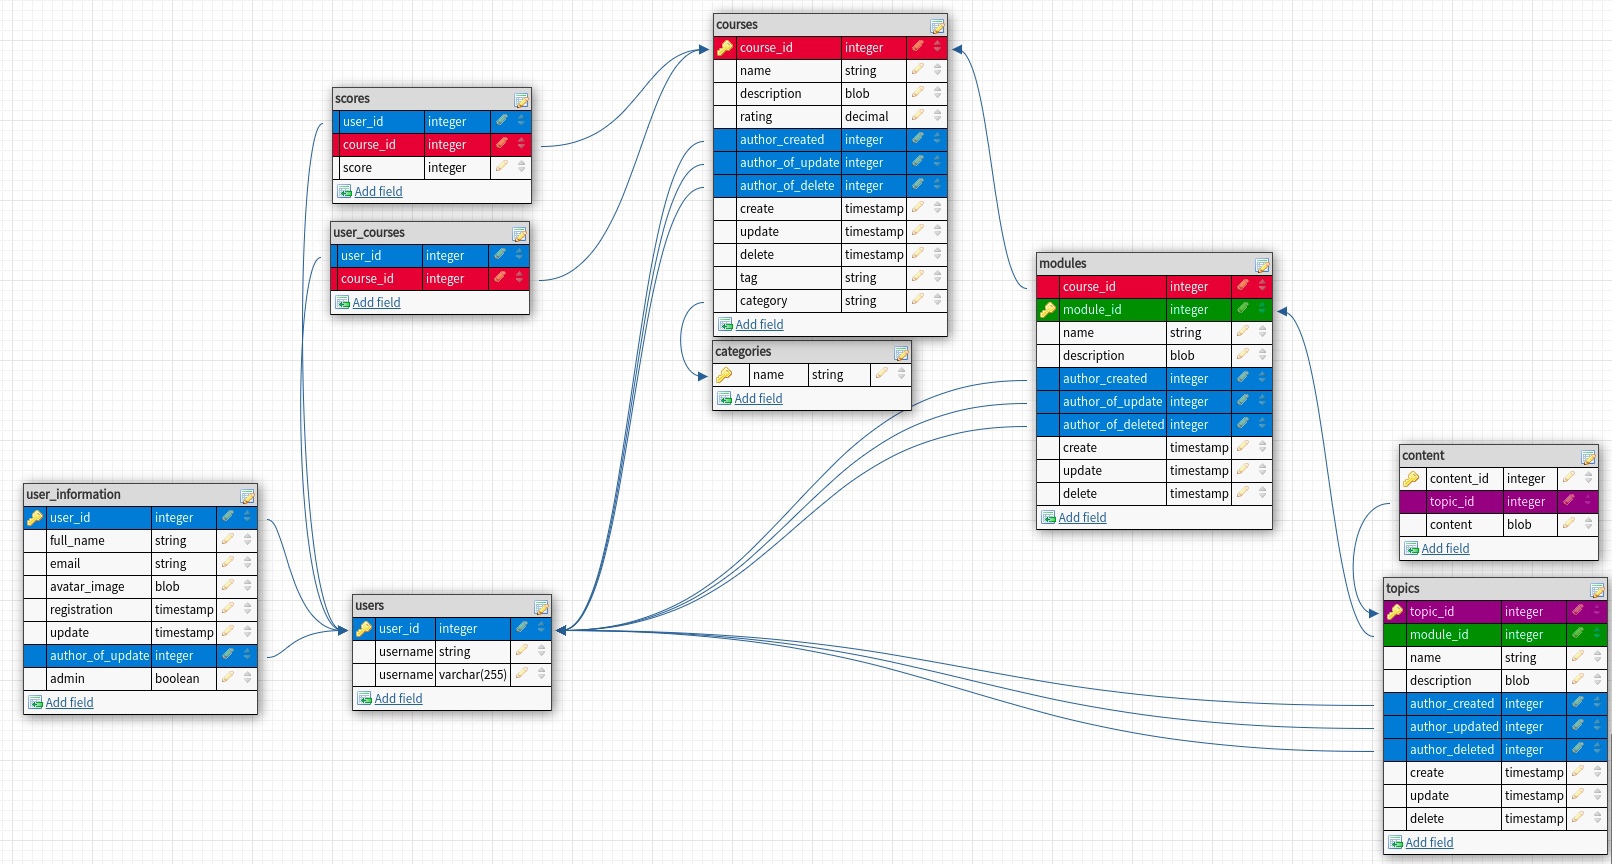 courses
course_id integer
name string
description blob
rating decimal
author_created integer
author_of_update integer
author_of_delete integer
create timestamp
update timestamp
delete timestamp
tag string
category string
Add field
scores
user_id integer
course_id integer
score integer
Add field
user_courses
user_id integer
course_id integer
Add field
categories
name string
Add field
modules
course_id integer
module_id integer
name string
description blob
author_created integer
author_of_update integer
author_of_deleted integer
create timestamp
update timestamp
delete timestamp
Add field
content
content_id integer
topic_id integer
content blob
Add field
user_information
user_id integer
full_name string
email string
avatar_image blob
registration timestamp
update timestamp
author_of_update integer
admin boolean
Add field
users
user_id integer
username string
username varchar(255)
Add field
topics
topic_id integer
module_id integer
name string
description blob
author_created integer
author_updated integer
author_deleted integer
create timestamp
update timestamp
delete timestamp
Add field